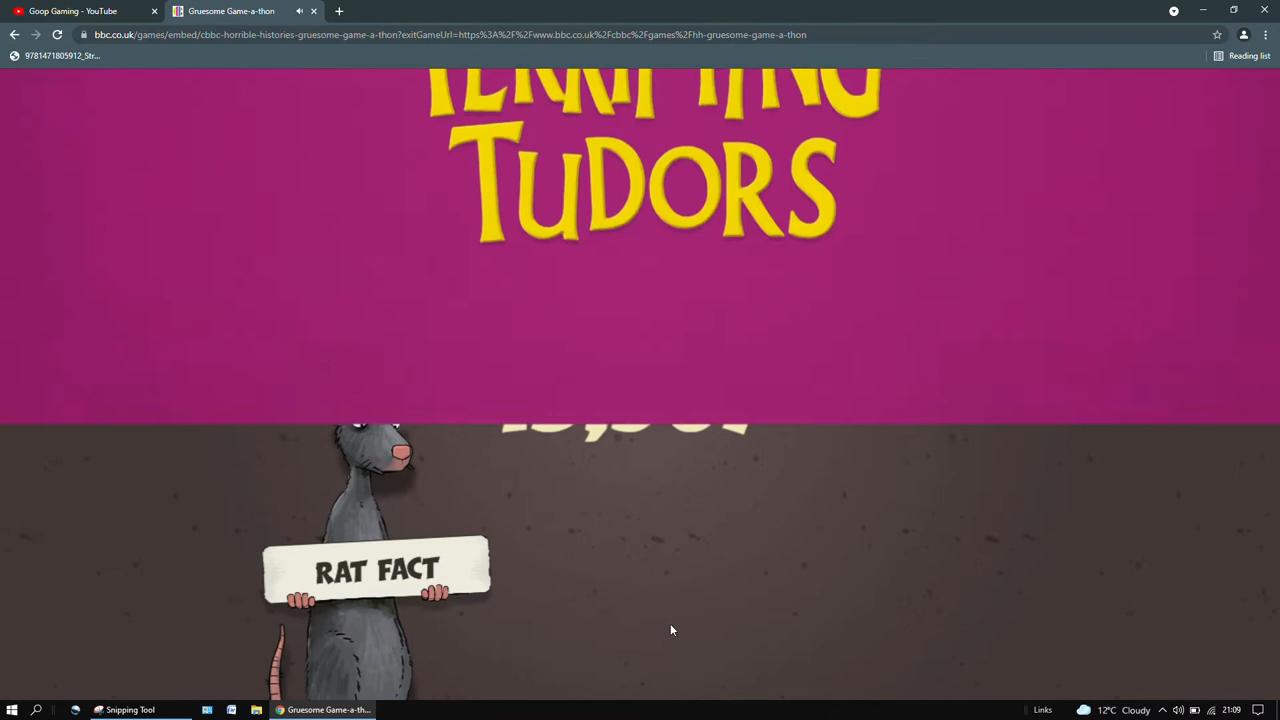 Goop Gaming - YouTube
Gruesome Game-a-thon
bbc.co.uk/games/embed/cbbc-horrible-histories-gruesome-game-a-thon?exitGameUrl=https%3A%2F%2Fwww.bbc.co.uk%2Fcbbc%2Fgames%2Fhh-gruesome-game-a-thon
9781471805912_Str...
Reading list
TERRIFYING
TUDORS
RAT FACT
Snipping Tool
Gruesome Game-a-th...
Links
12°C Cloudy
21:09